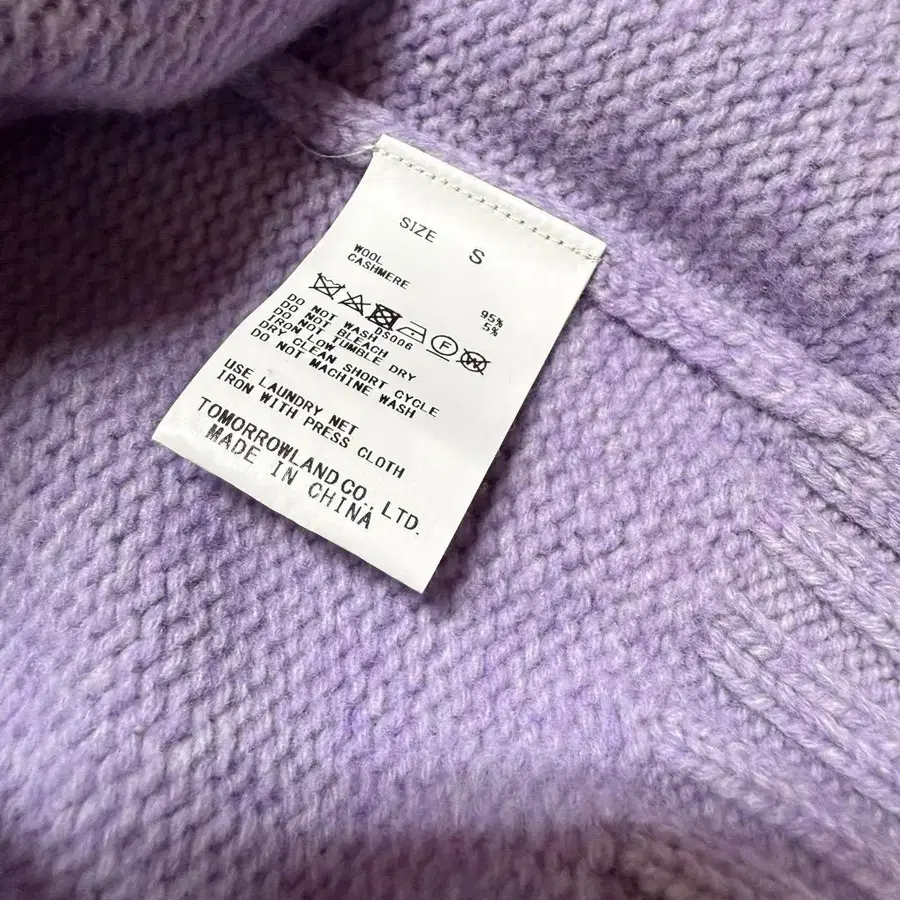 SIZE S
WOOL 95%
CASHMERE 5%
F W
DS006
DO NOT WASH
DO NOT BLEACH
DO NOT TUMBLE DRY
IRON LOW
DRY CLEAN SHORT CYCLE
DO NOT MACHINE WASH
USE LAUNDRY NET
IRON WITH PRESS CLOTH
TOMORROWLAND CO., LTD.
MADE IN CHINA